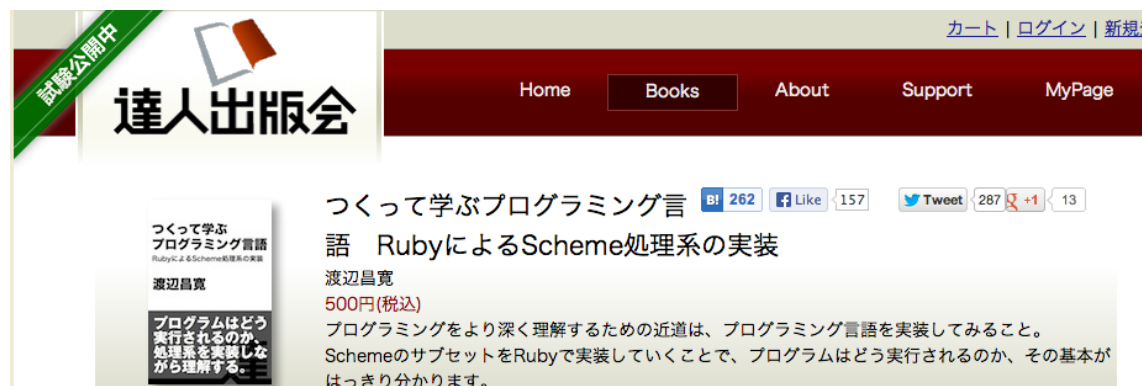 試験公開中
達人出版会
カート | ログイン | 新規
Home Books About Support MyPage
つくって学ぶ
プログラミング言語
RubyによるScheme処理系の実装
渡辺昌寛
プログラムはどう
実行されるのか、
処理系を実装しな
がら理解する。
つくって学ぶプログラミング言
B! 262 Like 157 Tweet 287 +1 13
語 RubyによるScheme処理系の実装
渡辺昌寛
500円(税込)
プログラミングをより深く理解するための近道は、プログラミング言語を実装してみること。
SchemeのサブセットをRubyで実装していくことで、プログラムはどう実行されるのか、その基本が
はっきり分かります。